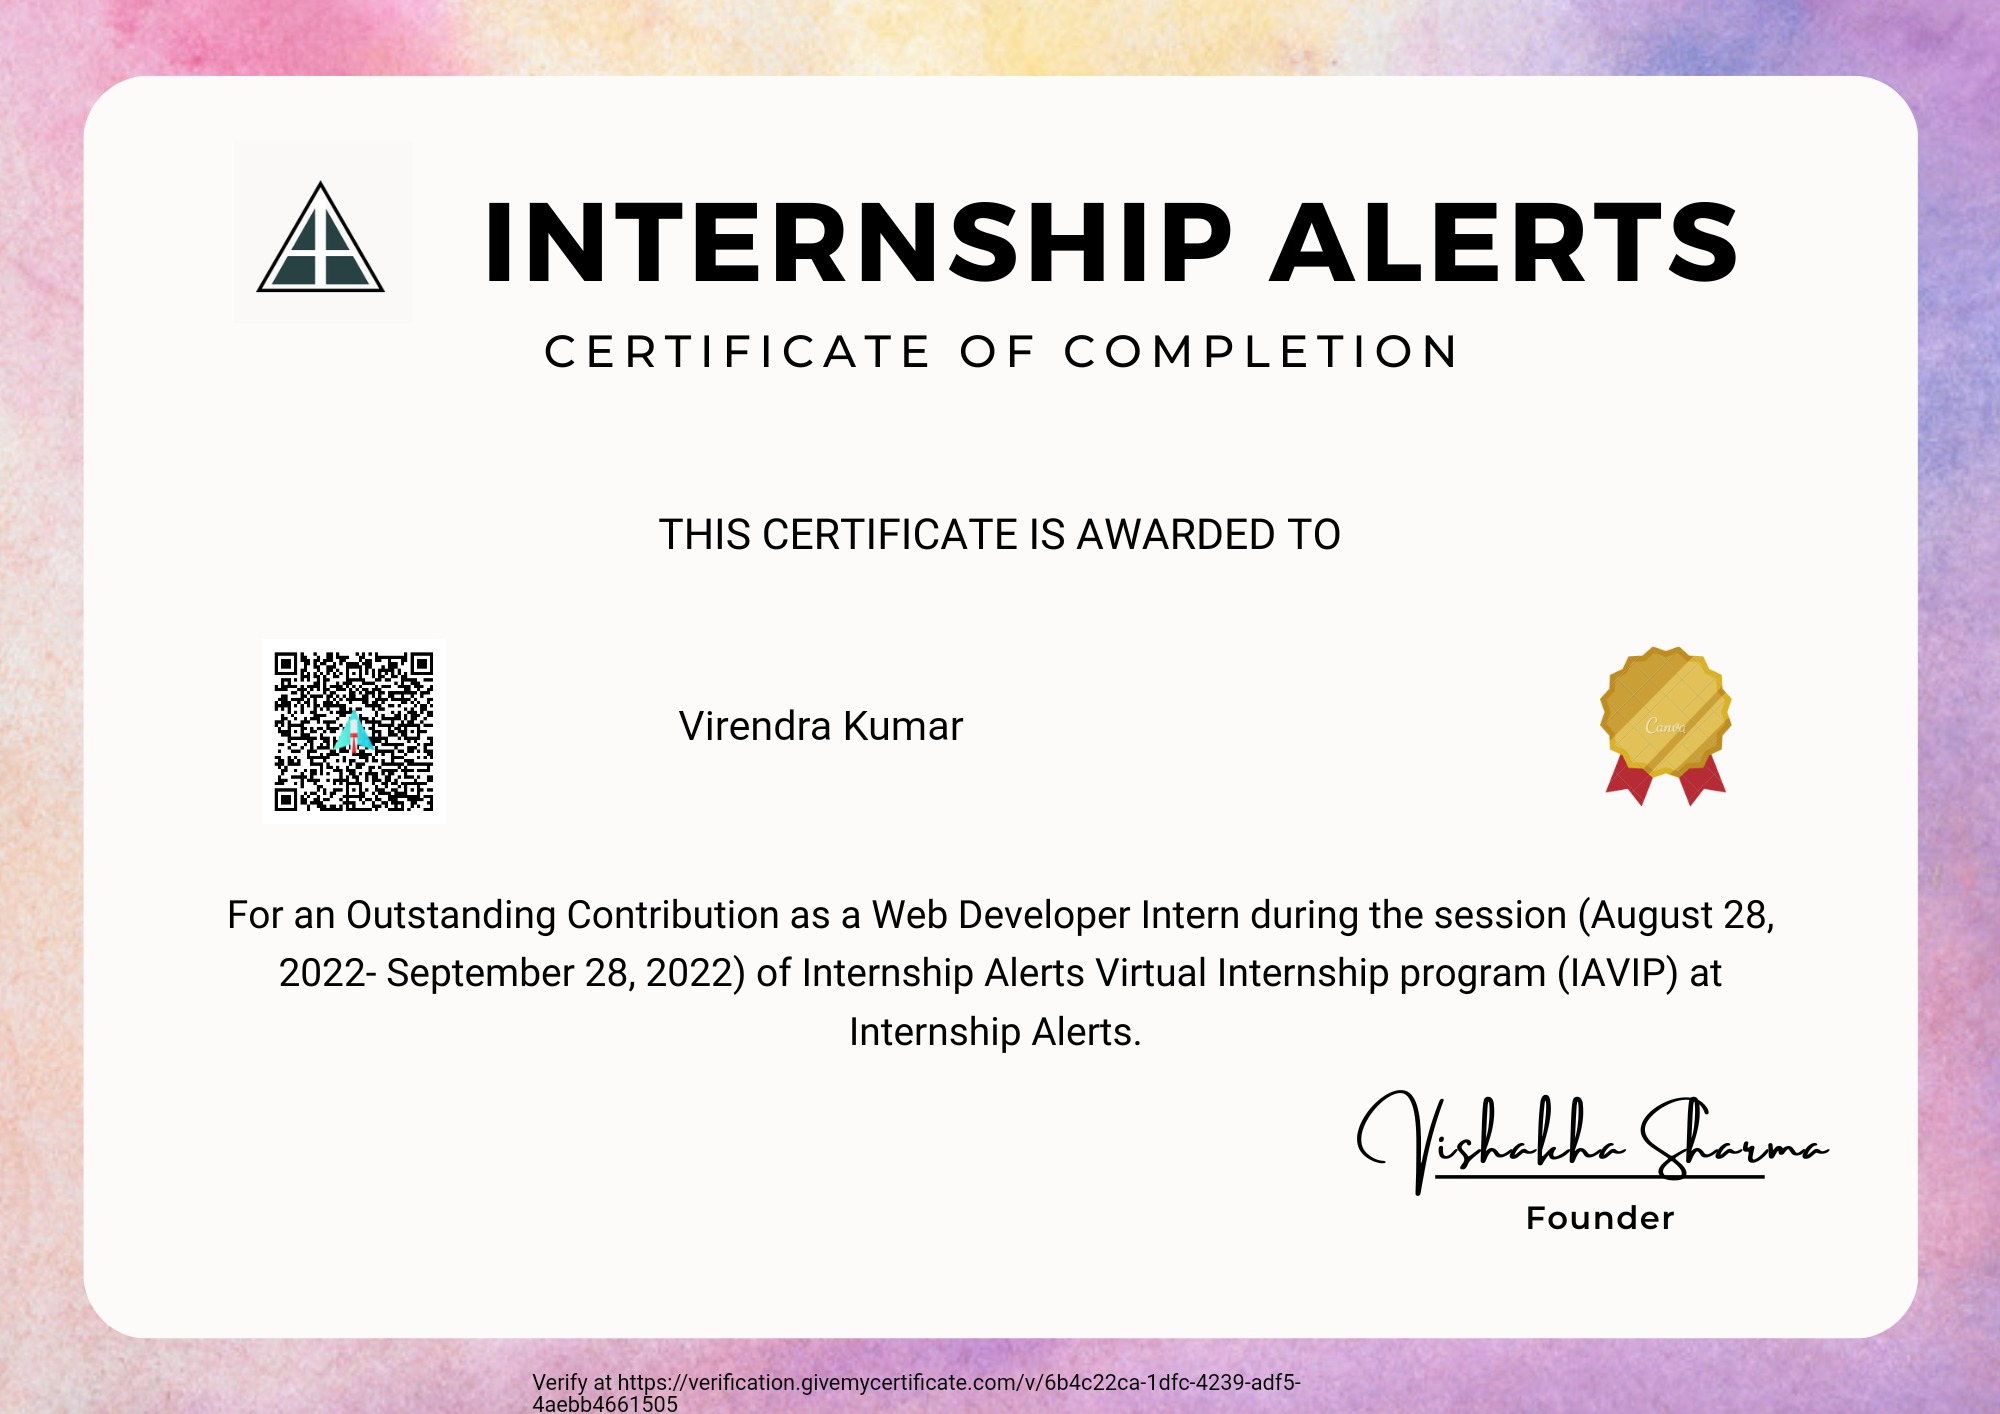 INTERNSHIP ALERTS
CERTIFICATE OF COMPLETION
THIS CERTIFICATE IS AWARDED TO
Virendra Kumar
Canva
For an Outstanding Contribution as a Web Developer Intern during the session (August 28,
2022- September 28, 2022) of Internship Alerts Virtual Internship program (IAVIP) at
Internship Alerts.
Vishakha Sharma
Founder
Verify at https://verification.givemycertificate.com/v/6b4c22ca-1dfc-4239-adf5-
4aebb4661505